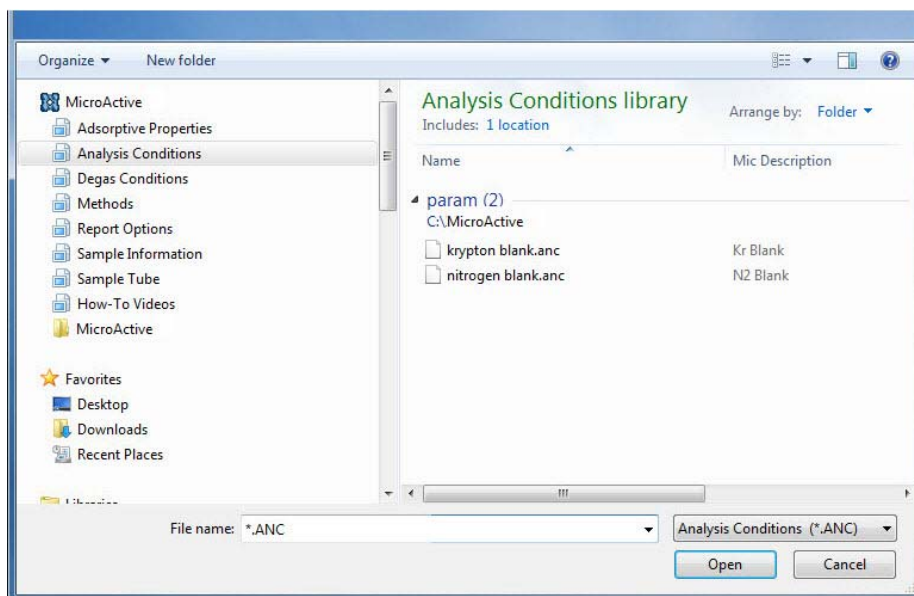 Organize
New folder
MicroActive
Adsorptive Properties
Analysis Conditions
Degas Conditions
Methods
Report Options
Sample Information
Sample Tube
How-To Videos
MicroActive
Favorites
Desktop
Downloads
Recent Places
Libraries
Analysis Conditions library
Includes: 1 location
Arrange by: Folder
Name
Mic Description
param (2)
C:\MicroActive
krypton blank.anc
Kr Blank
nitrogen blank.anc
N2 Blank
File name: *.ANC
Analysis Conditions (*.ANC)
Open
Cancel